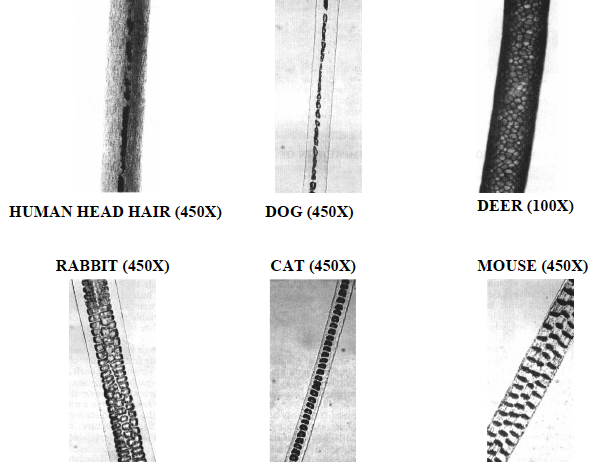 HUMAN HEAD HAIR (450X)
DOG (450X)
DEER (100X)
RABBIT (450X)
CAT (450X)
MOUSE (450X)